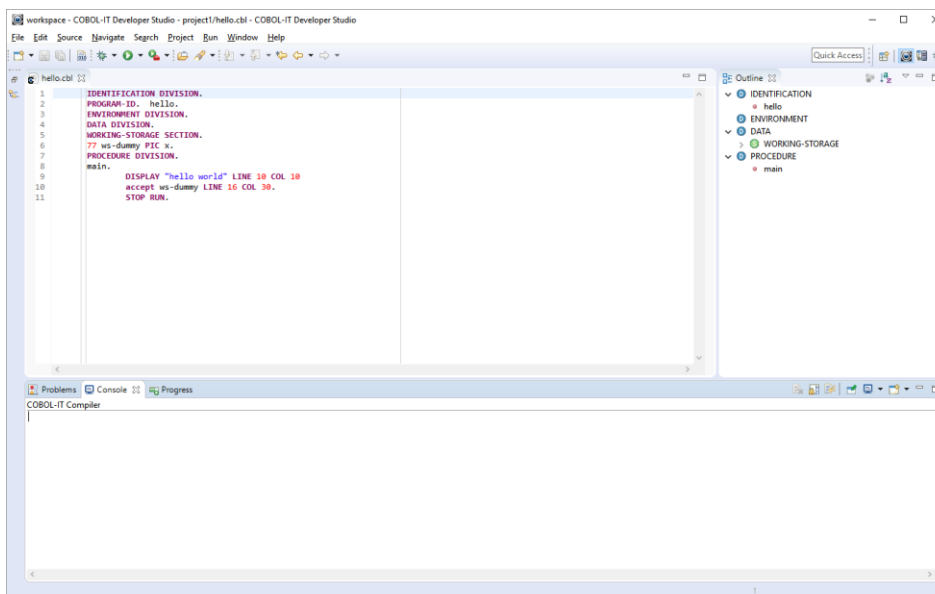 workspace - COBOL-IT Developer Studio - project1/hello.cbl - COBOL-IT Developer Studio
File Edit Source Navigate Search Project Run Window Help
Quick Access
hello.cbl
1 IDENTIFICATION DIVISION.
2 PROGRAM-ID. hello.
3 ENVIRONMENT DIVISION.
4 DATA DIVISION.
5 WORKING-STORAGE SECTION.
6 77 ws-dummy PIC x.
7 PROCEDURE DIVISION.
8 main.
9 DISPLAY "hello world" LINE 10 COL 10
10 accept ws-dummy LINE 16 COL 30.
11 STOP RUN.
Outline
IDENTIFICATION
hello
ENVIRONMENT
DATA
WORKING-STORAGE
PROCEDURE
main
Problems Console Progress
COBOL-IT Compiler